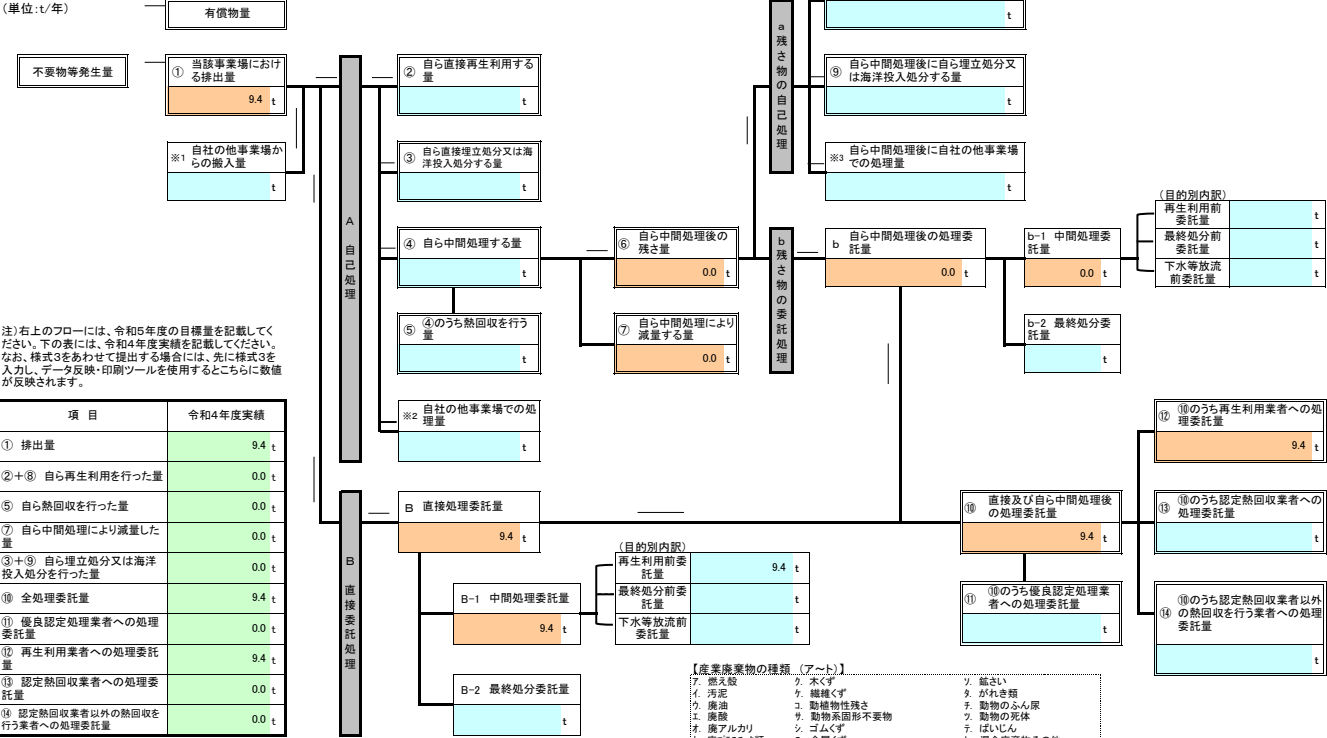 (単位:t/年)
有償物量
不要物等発生量
① 当該事業場におけ
る排出量
9.4 t
※1 自社の他事業場か
らの搬入量
t
A 自己処理
② 自ら直接再生利用する
量
t
③ 自ら直接埋立処分又は海
洋投入処分する量
t
④ 自ら中間処理する量
t
⑤ ④のうち熱回収を行う
量
t
※2 自社の他事業場での処
理量
t
⑥ 自ら中間処理後の
残さ量
0.0 t
⑦ 自ら中間処理により
減量する量
0.0 t
a 残さ物の自己処理
t
⑨ 自ら中間処理後に自ら埋立処分又
は海洋投入処分する量
t
※3 自ら中間処理後に自社の他事業場
での処理量
t
b 残さ物の委託処理
b 自ら中間処理後の処理委
託量
0.0 t
b-1 中間処理委
託量
0.0 t
(目的別内訳)
再生利用前
委託量 t
最終処分前
委託量 t
下水等放流
前委託量 t
b-2 最終処分委
託量
t
注)右上のフローには、令和5年度の目標量を記載してく
ださい。下の表には、令和4年度実績を記載してください。
なお、様式3をあわせて提出する場合には、先に様式3を
入力し、データ反映・印刷ツールを使用するとこちらに数値
が反映されます。
項 目 令和4年度実績
① 排出量 9.4 t
②+⑧ 自ら再生利用を行った量 0.0 t
⑤ 自ら熱回収を行った量 0.0 t
⑦ 自ら中間処理により減量した
量 0.0 t
③+⑨ 自ら埋立処分又は海洋
投入処分を行った量 0.0 t
⑩ 全処理委託量 9.4 t
⑪ 優良認定処理業者への処理
委託量 0.0 t
⑫ 再生利用業者への処理委託
量 9.4 t
⑬ 認定熱回収業者への処理委
託量 0.0 t
⑭ 認定熱回収業者以外の熱回収を
行う業者への処理委託量 0.0 t
B 直接委託処理
B 直接処理委託量
9.4 t
B-1 中間処理委託量
9.4 t
(目的別内訳)
再生利用前委
託量 9.4 t
最終処分前委
託量 t
下水等放流前
委託量 t
B-2 最終処分委託量
t
⑩ 直接及び自ら中間処理後
の処理委託量
9.4 t
⑪ ⑩のうち優良認定処理業
者への処理委託量
t
⑫ ⑩のうち再生利用業者への処
理委託量
9.4 t
⑬ ⑩のうち認定熱回収業者への
処理委託量
t
⑭ ⑩のうち認定熱回収業者以外
の熱回収を行う業者への処理
委託量
t
【産業廃棄物の種類 (ア~ト)】
ア. 燃え殻 ク. 木くず ソ. 鉱さい
イ. 汚泥 ケ. 繊維くず タ. がれき類
ウ. 廃油 コ. 動植物性残さ チ. 動物のふん尿
エ. 廃酸 サ. 動物系固形不要物 ツ. 動物の死体
オ. 廃アルカリ シ. ゴムくず テ. ばいじん